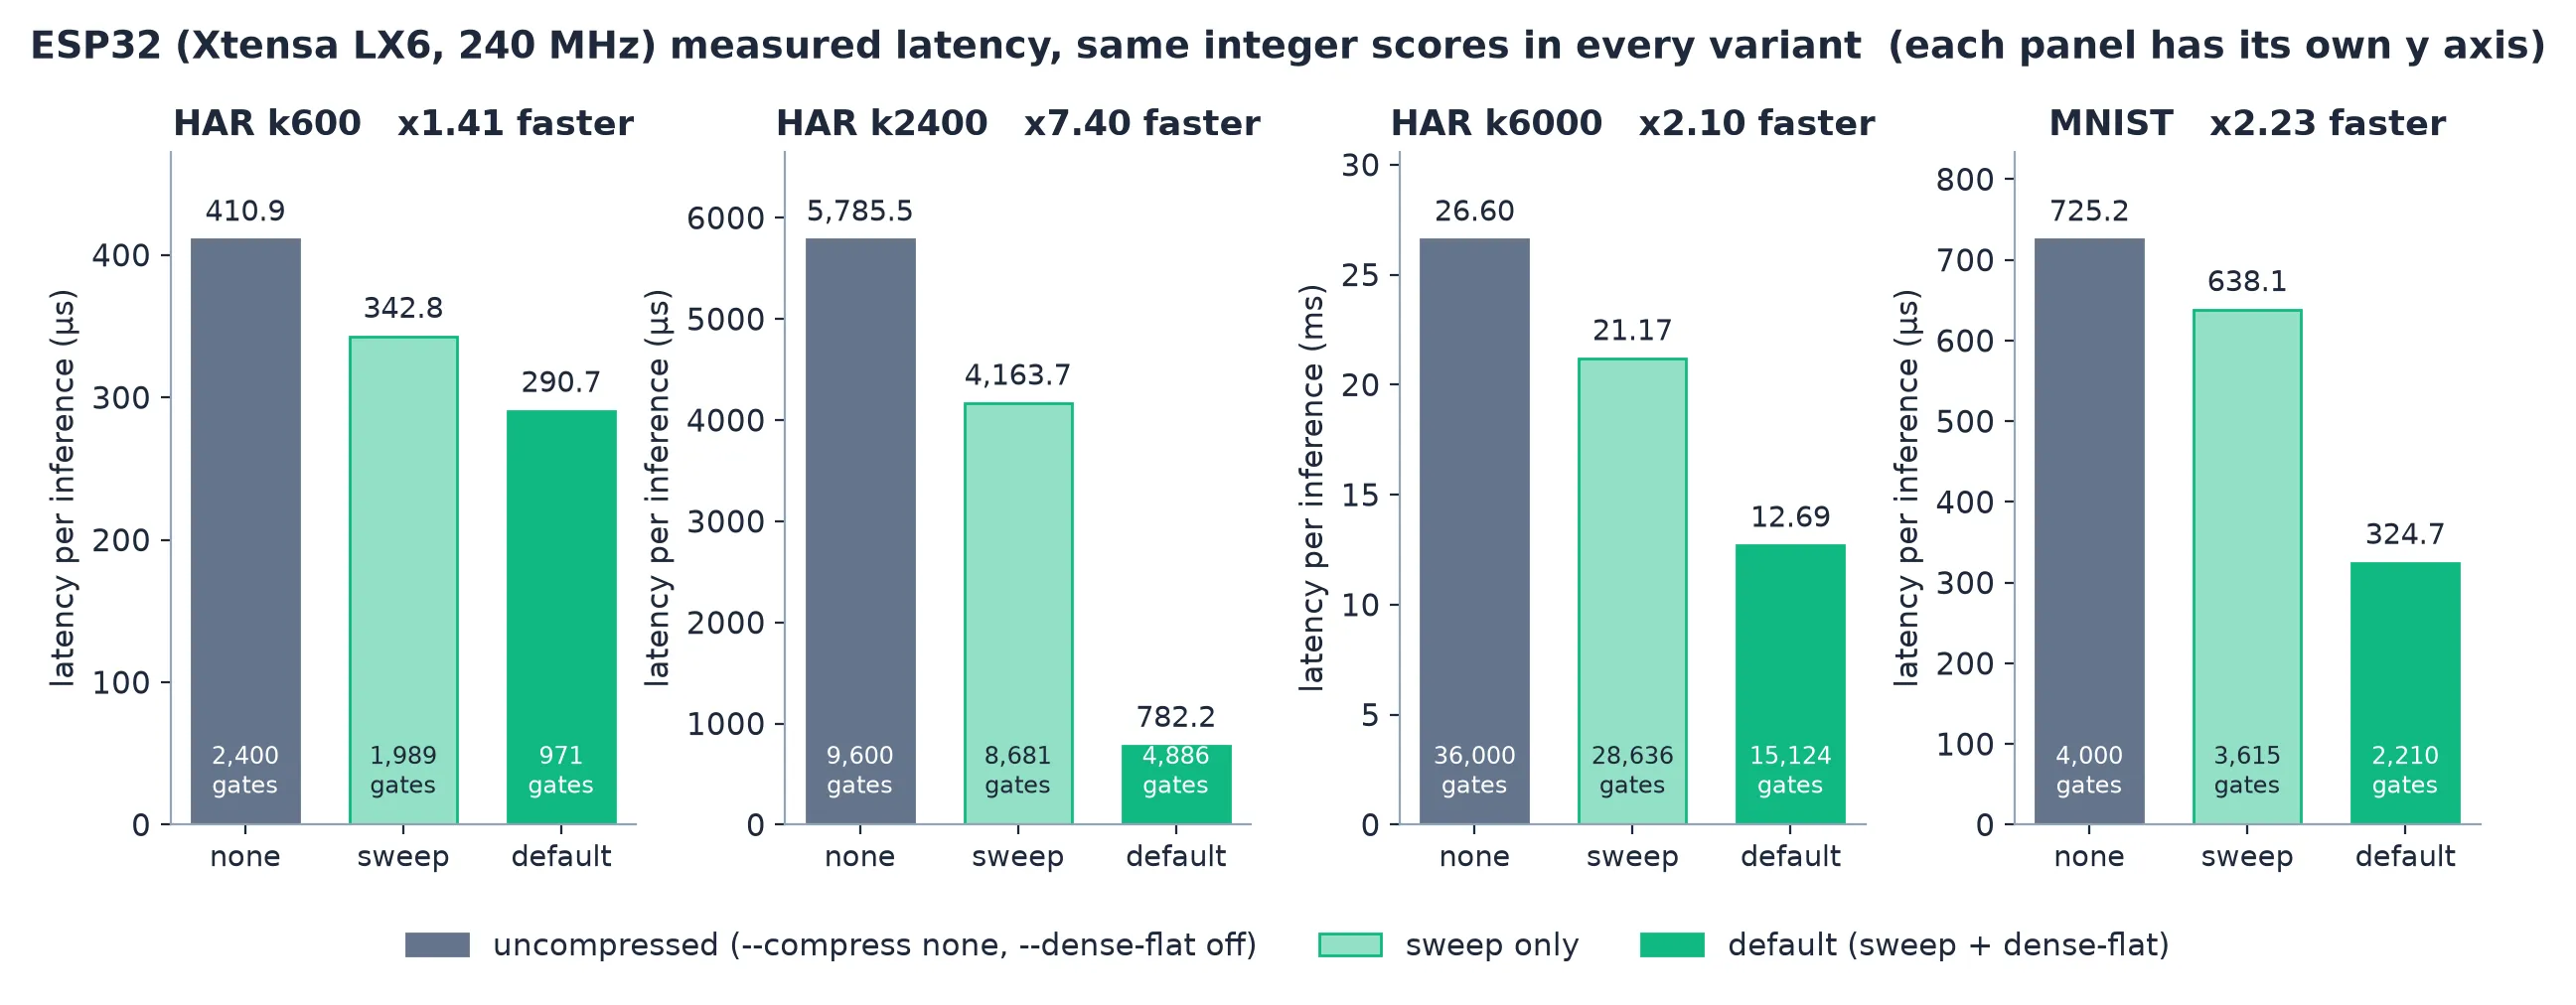 ESP32 (Xtensa LX6, 240 MHz) measured latency, same integer scores in every variant  (each panel has its own y axis)
HAR k600   x1.41 faster
latency per inference (µs)
400
300
200
100
0
410.9
342.8
290.7
2,400
gates
1,989
gates
971
gates
none
sweep
default
HAR k2400   x7.40 faster
latency per inference (µs)
6000
5000
4000
3000
2000
1000
0
5,785.5
4,163.7
782.2
9,600
gates
8,681
gates
4,886
gates
none
sweep
default
HAR k6000   x2.10 faster
latency per inference (ms)
30
25
20
15
10
5
0
26.60
21.17
12.69
36,000
gates
28,636
gates
15,124
gates
none
sweep
default
MNIST   x2.23 faster
latency per inference (µs)
800
700
600
500
400
300
200
100
0
725.2
638.1
324.7
4,000
gates
3,615
gates
2,210
gates
none
sweep
default
uncompressed (--compress none, --dense-flat off)
sweep only
default (sweep + dense-flat)